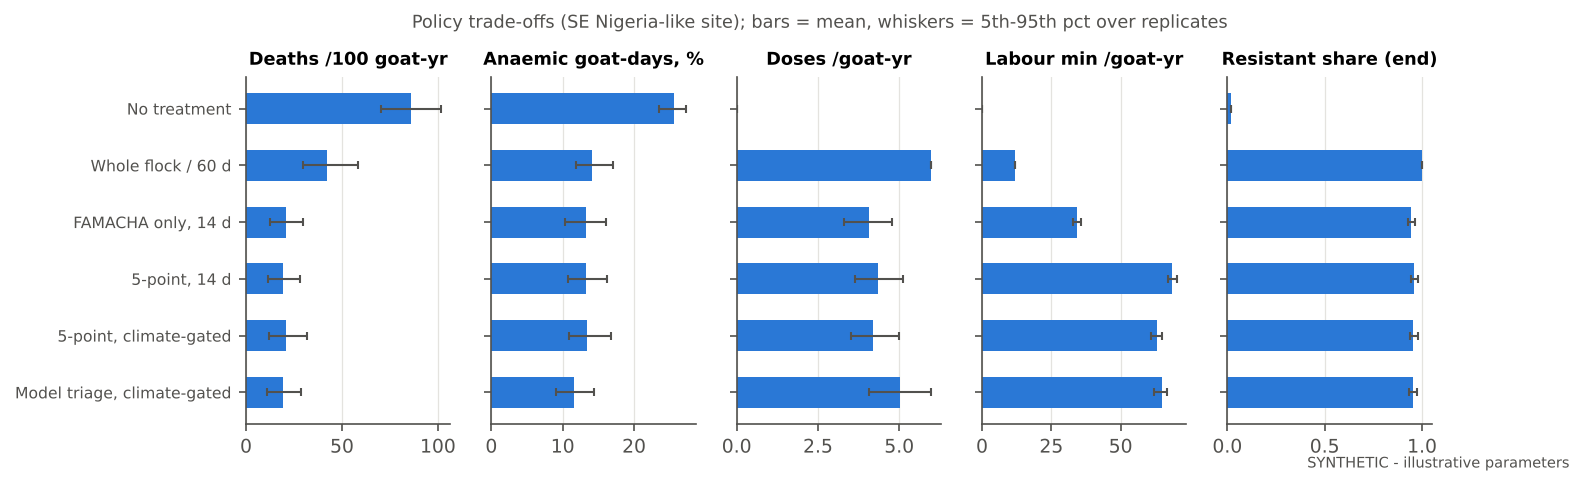 Policy trade-offs (SE Nigeria-like site); bars = mean, whiskers = 5th-95th pct over replicates
Deaths /100 goat-yr
Anaemic goat-days, %
Doses /goat-yr
Labour min /goat-yr
Resistant share (end)
No treatment
Whole flock / 60 d
FAMACHA only, 14 d
5-point, 14 d
5-point, climate-gated
Model triage, climate-gated
0 50 100
0 10 20
0.0 2.5 5.0
0 25 50
0.0 0.5 1.0
SYNTHETIC - illustrative parameters